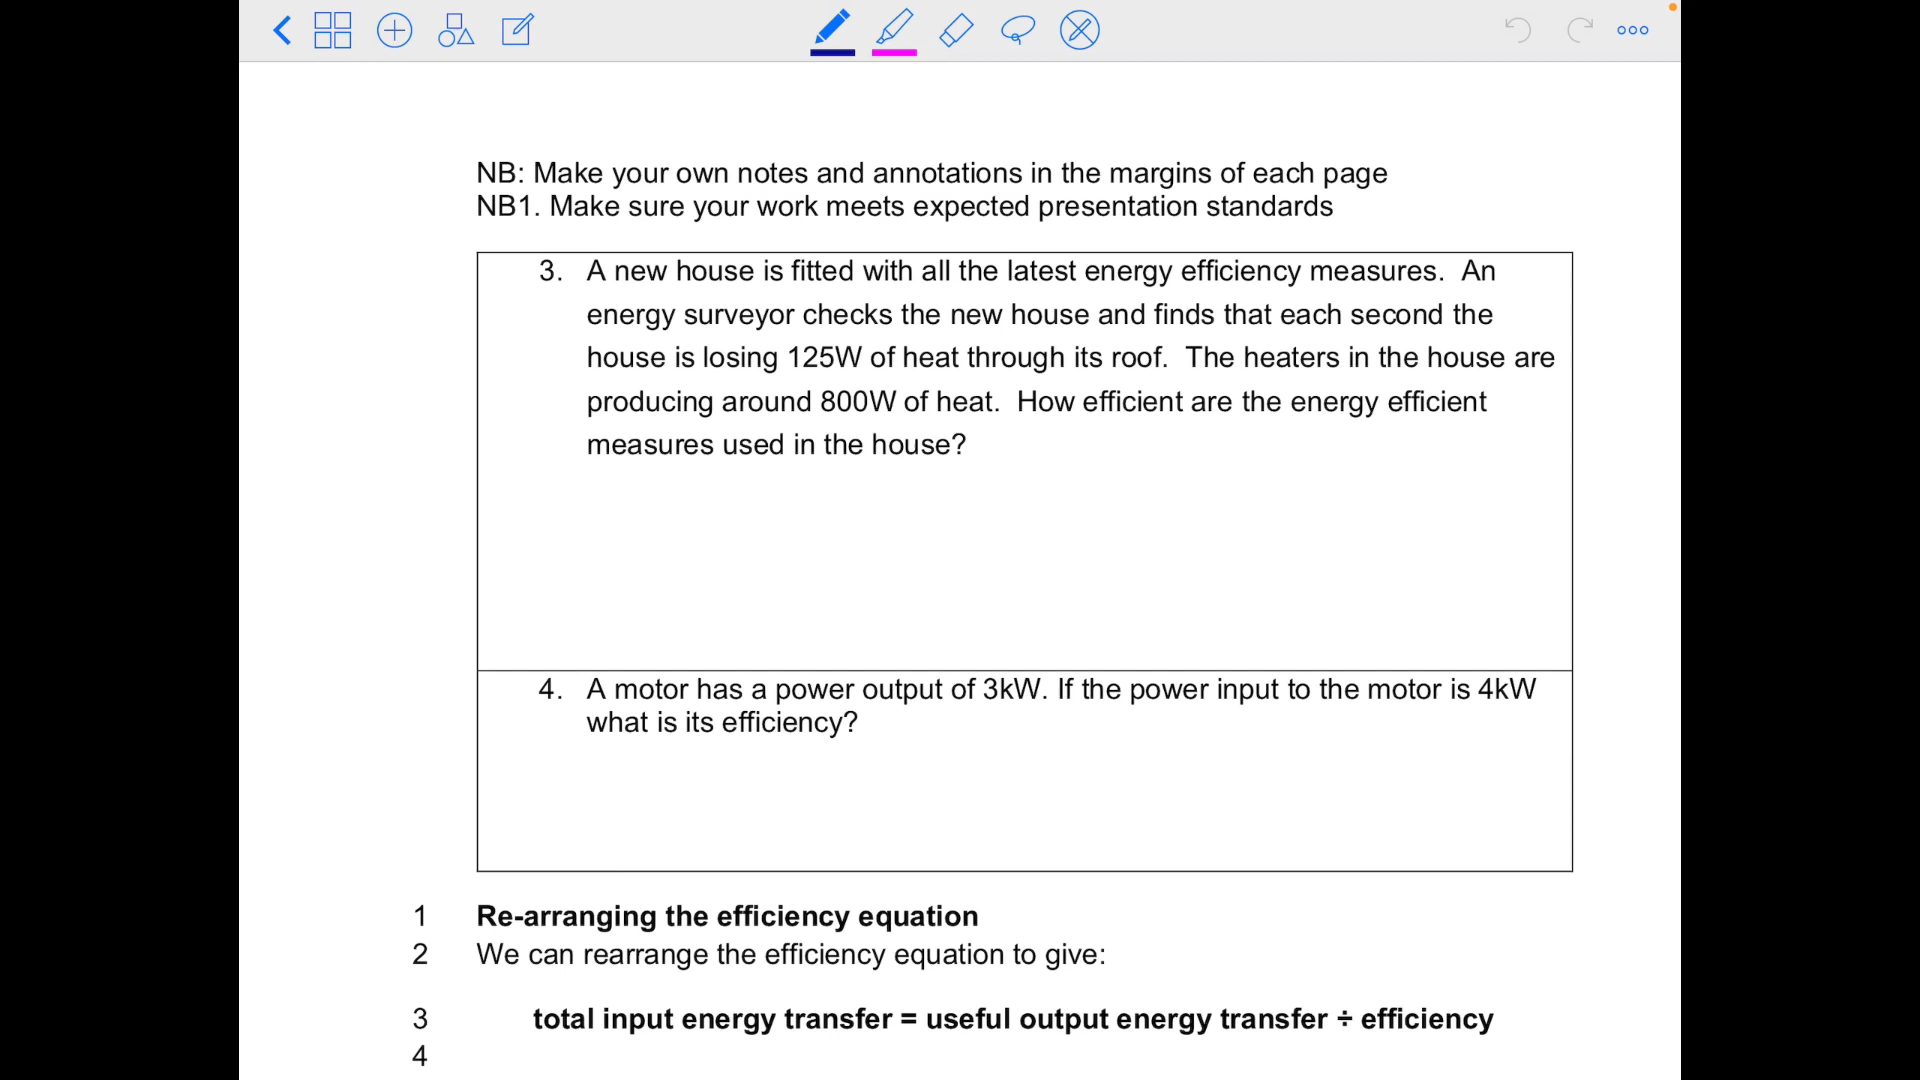 NB: Make your own notes and annotations in the margins of each page
NB1. Make sure your work meets expected presentation standards
3. A new house is fitted with all the latest energy efficiency measures. An
energy surveyor checks the new house and finds that each second the
house is losing 125W of heat through its roof. The heaters in the house are
producing around 800W of heat. How efficient are the energy efficient
measures used in the house?
4. A motor has a power output of 3kW. If the power input to the motor is 4kW
what is its efficiency?
1 Re-arranging the efficiency equation
2 We can rearrange the efficiency equation to give:
3 total input energy transfer = useful output energy transfer ÷ efficiency
4